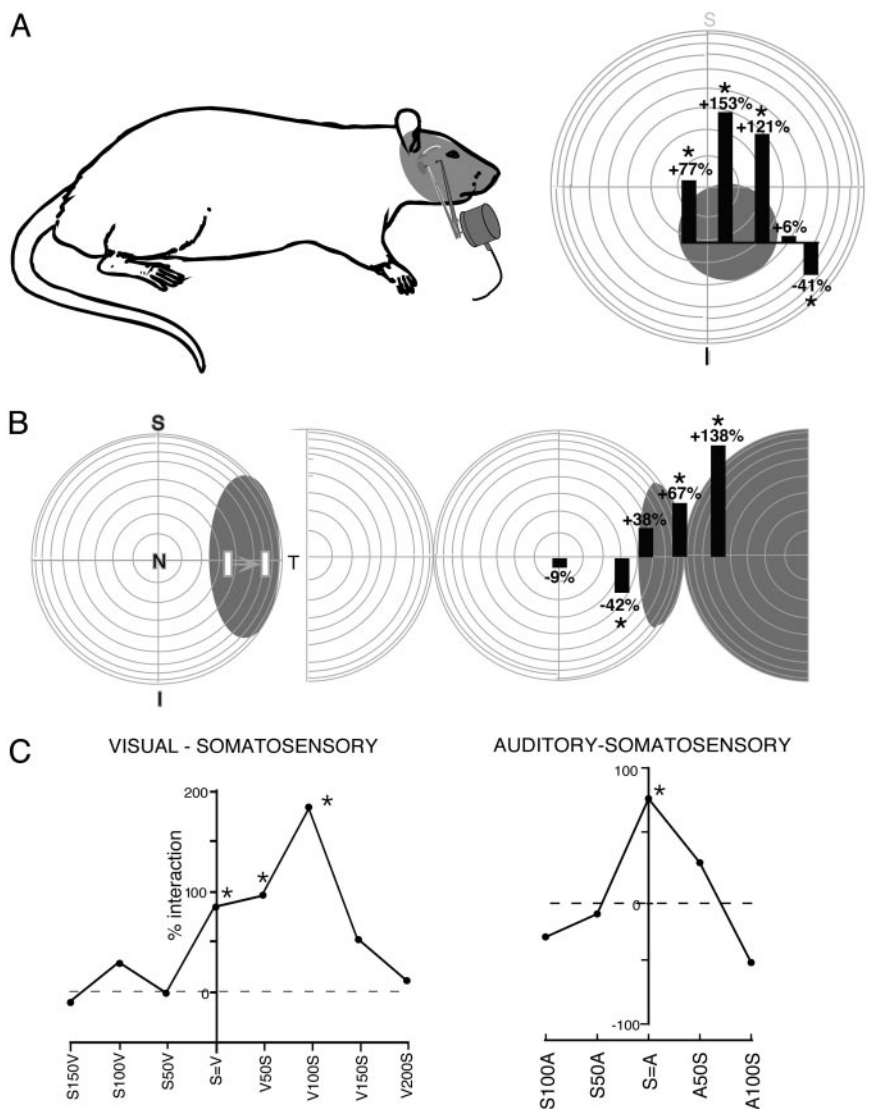 A
S
*
+153%
*
+121%
*
+77%
+6%
-41%
*
I
B
S
N
T
I
-9%
-42%
*
+38%
*
+67%
*
+138%
C
VISUAL - SOMATOSENSORY
200
100
0
% interaction
*
*
*
S150V
S100V
S50V
S=V
V50S
V100S
V150S
V200S
AUDITORY-SOMATOSENSORY
100
0
-100
*
S100A
S50A
S=A
A50S
A100S